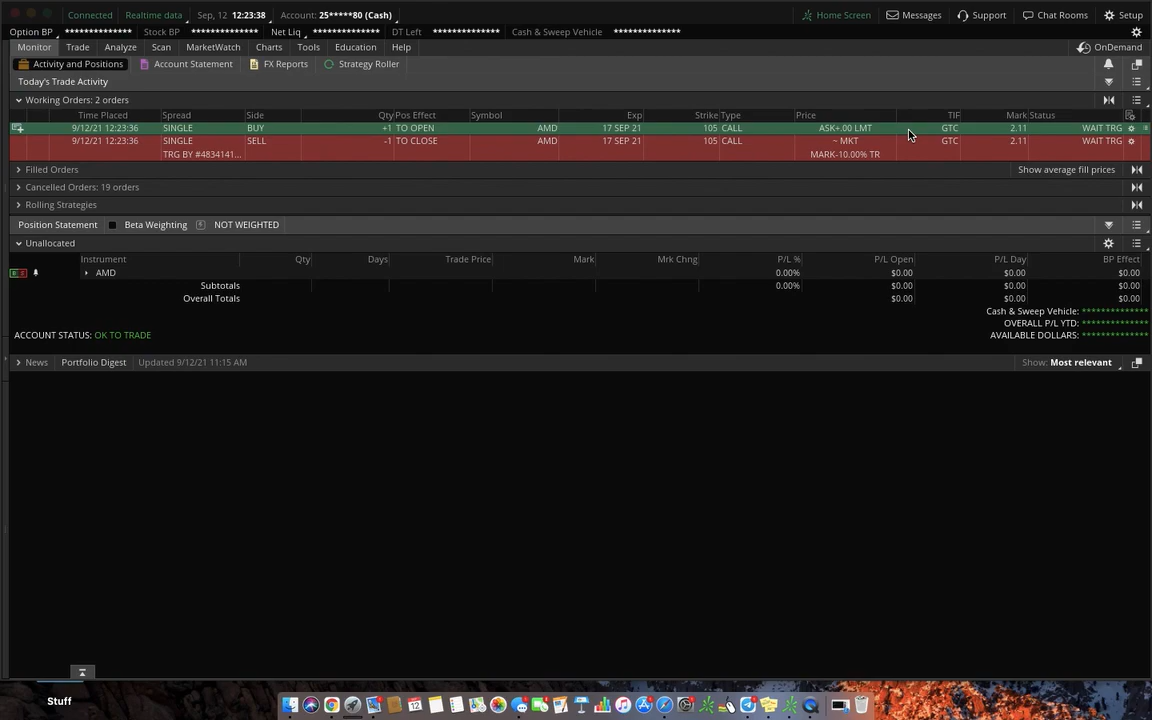 Connected Realtime data Sep, 12 12:23:38 Account: 25*****80 (Cash) Home Screen Messages Support Chat Rooms Setup
Option BP ************** Stock BP ************** Net Liq ************** DT Left ************** Cash & Sweep Vehicle **************
Monitor Trade Analyze Scan MarketWatch Charts Tools Education Help OnDemand
Activity and Positions Account Statement FX Reports Strategy Roller
Today's Trade Activity
Working Orders: 2 orders
Time Placed Spread Side Qty Pos Effect Symbol Exp Strike Type Price TIF Mark Status
9/12/21 12:23:36 SINGLE BUY +1 TO OPEN AMD 17 SEP 21 105 CALL ASK+.00 LMT GTC 2.11 WAIT TRG
9/12/21 12:23:36 SINGLE SELL -1 TO CLOSE AMD 17 SEP 21 105 CALL ~ MKT GTC 2.11 WAIT TRG
TRG BY #4834141... MARK-10.00% TR
Filled Orders Show average fill prices
Cancelled Orders: 19 orders
Rolling Strategies
Position Statement Beta Weighting NOT WEIGHTED
Unallocated
Instrument Qty Days Trade Price Mark Mrk Chng P/L % P/L Open P/L Day BP Effect
AMD 0.00% $0.00 $0.00 $0.00
Subtotals 0.00% $0.00 $0.00 $0.00
Overall Totals $0.00 $0.00 $0.00
Cash & Sweep Vehicle: **************
OVERALL P/L YTD: **************
ACCOUNT STATUS: OK TO TRADE AVAILABLE DOLLARS: **************
News Portfolio Digest Updated 9/12/21 11:15 AM Show: Most relevant
Stuff